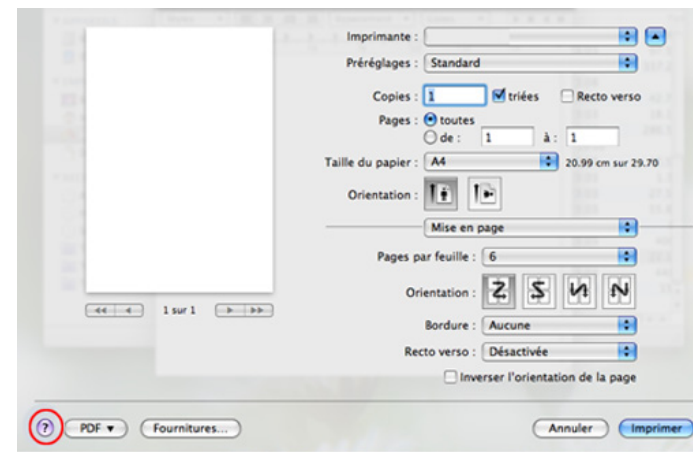 Imprimante :
Préréglages : Standard
Copies : 1 triées Recto verso
Pages : toutes
de : 1 à : 1
Taille du papier : A4 20.99 cm sur 29.70
Orientation :
Mise en page
Pages par feuille : 6
Orientation :
1 sur 1
Bordure : Aucune
Recto verso : Désactivée
Inverser l'orientation de la page
? PDF Fournitures... Annuler Imprimer